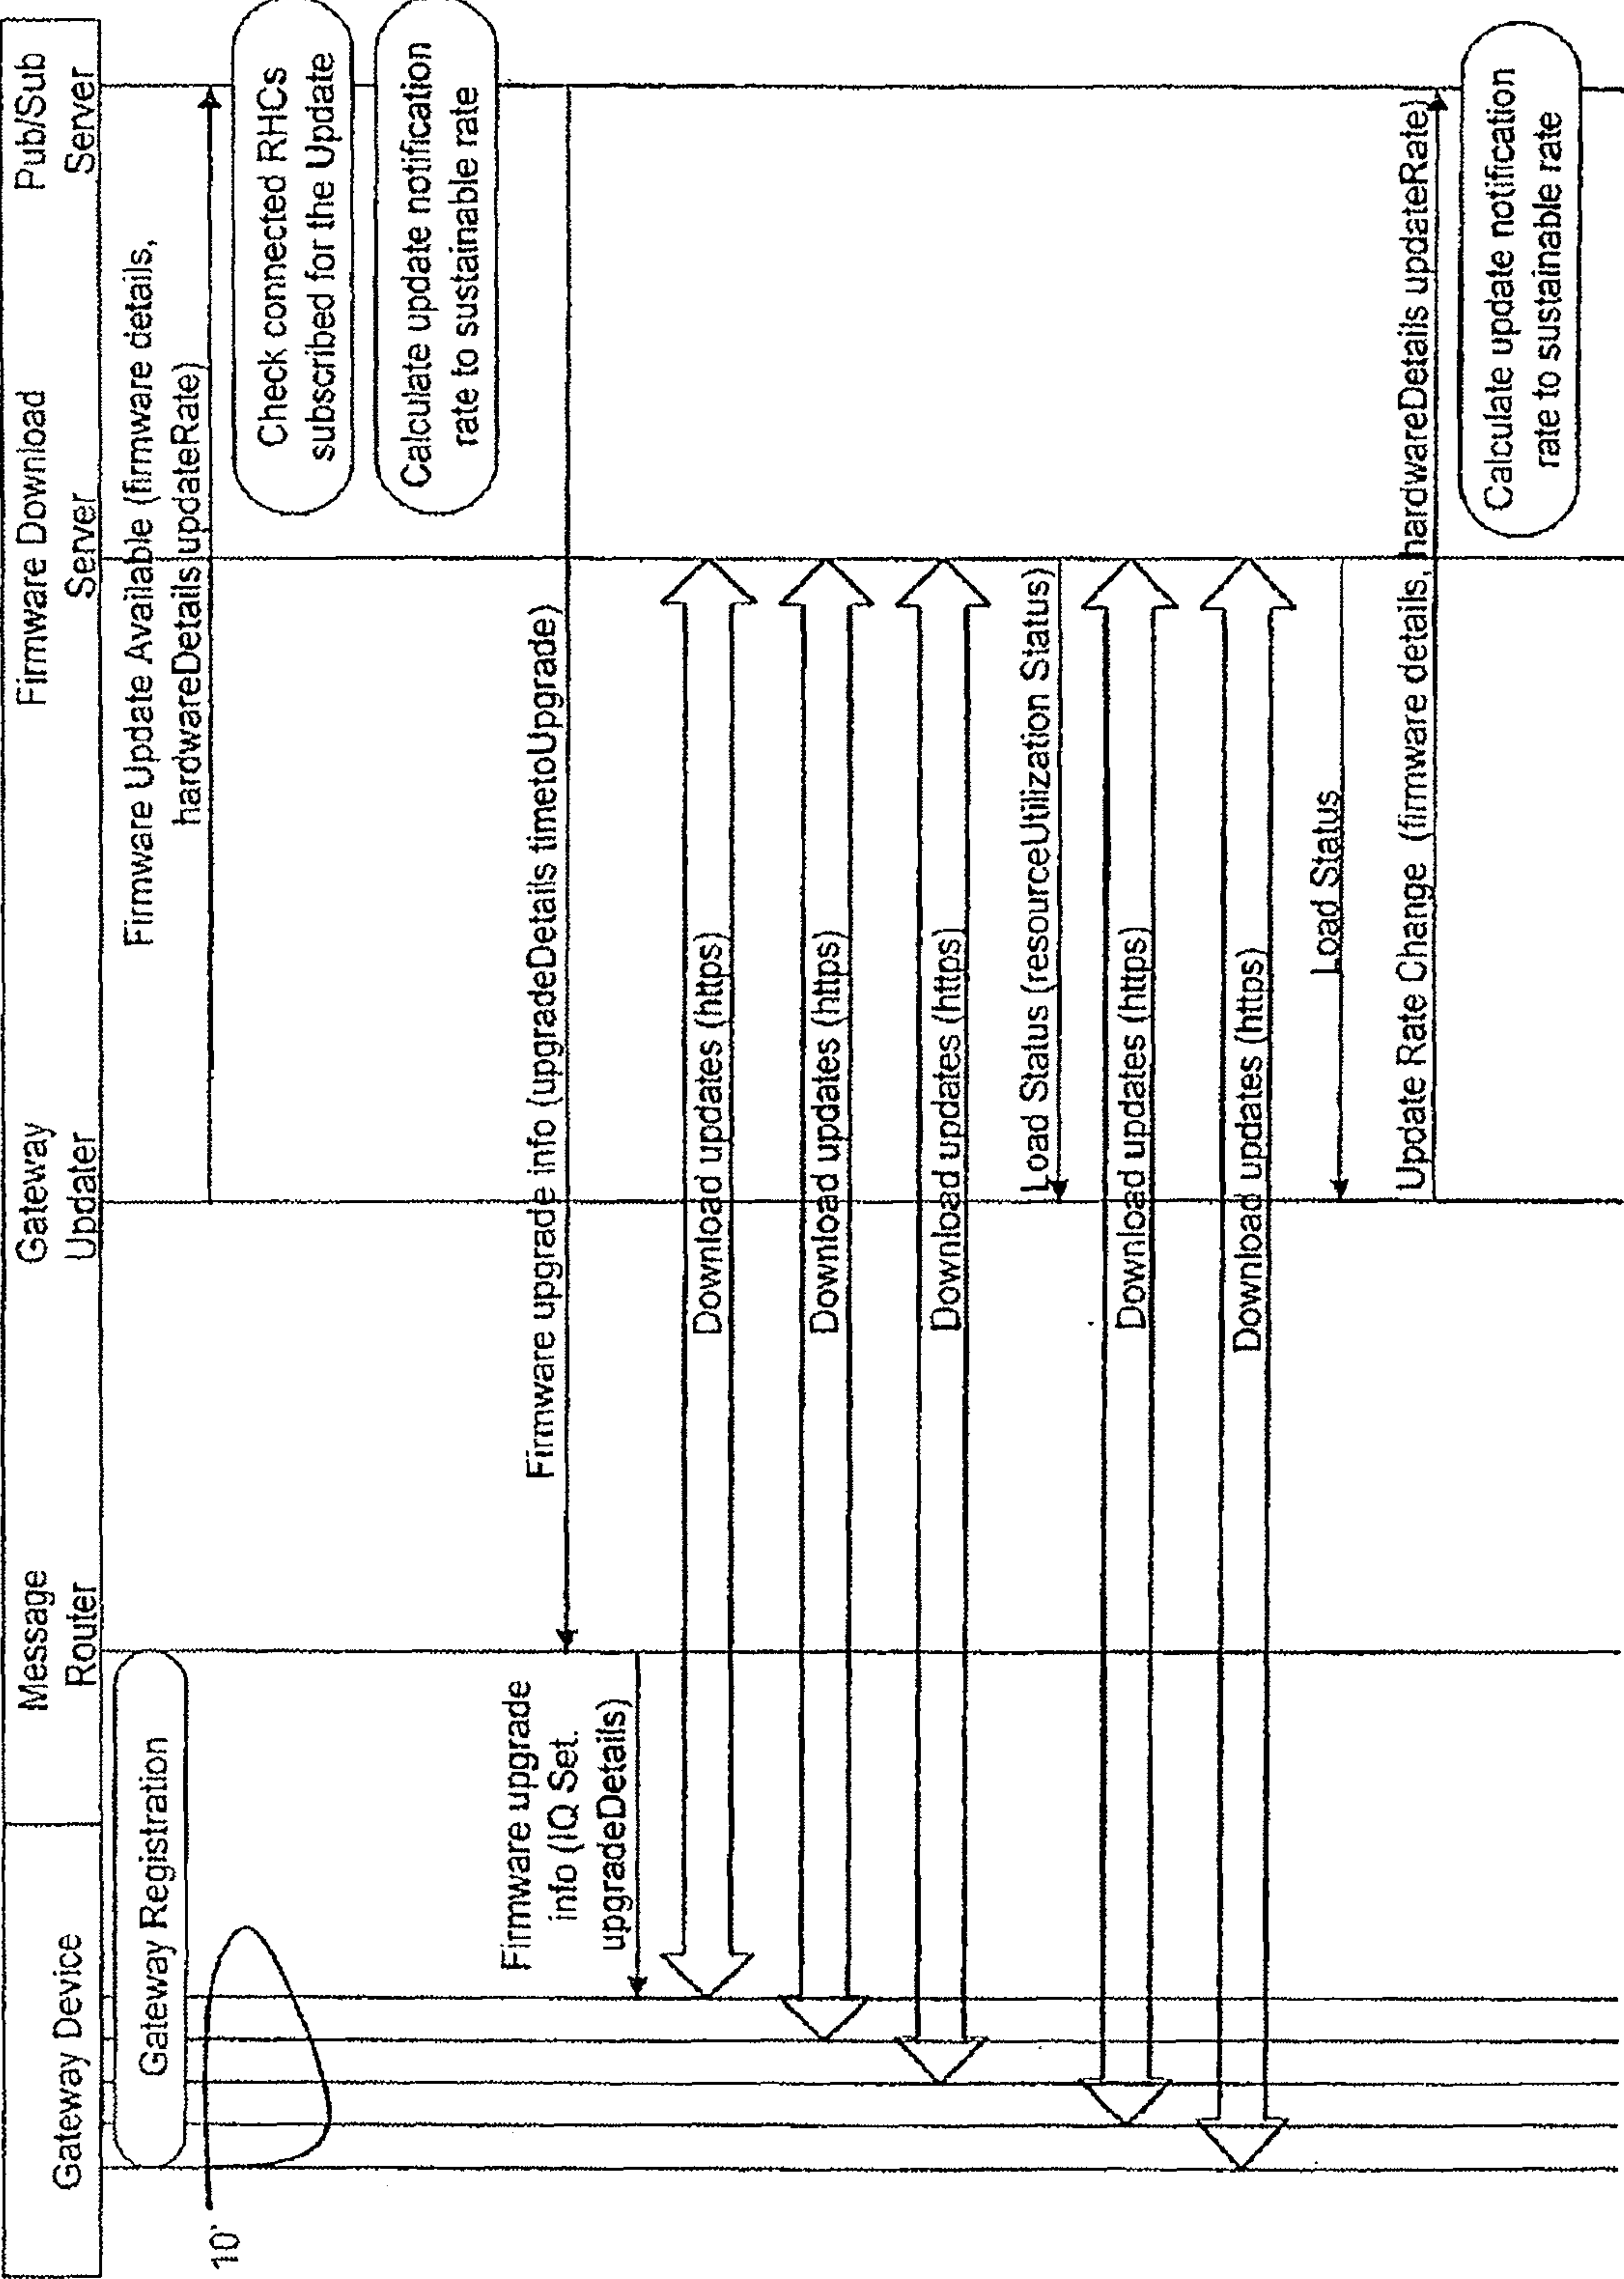 Gateway Device
Message
Router
Gateway
Updater
Firmware Download
Server
Pub/Sub
Server
Gateway Registration
10'
Firmware Update Available (firmware details,
hardwareDetails updateRate)
Check connected RHCs
subscribed for the Update
Calculate update notification
rate to sustainable rate
Firmware upgrade info (upgradeDetails timetoUpgrade)
Firmware upgrade
info (IQ Set.
upgradeDetails)
Download updates (https)
Download updates (https)
Download updates (https)
Load Status (resourceUtilization Status)
Download updates (https)
Download updates (https)
Load Status
Update Rate Change (firmware details, hardwareDetails updateRate)
Calculate update notification
rate to sustainable rate